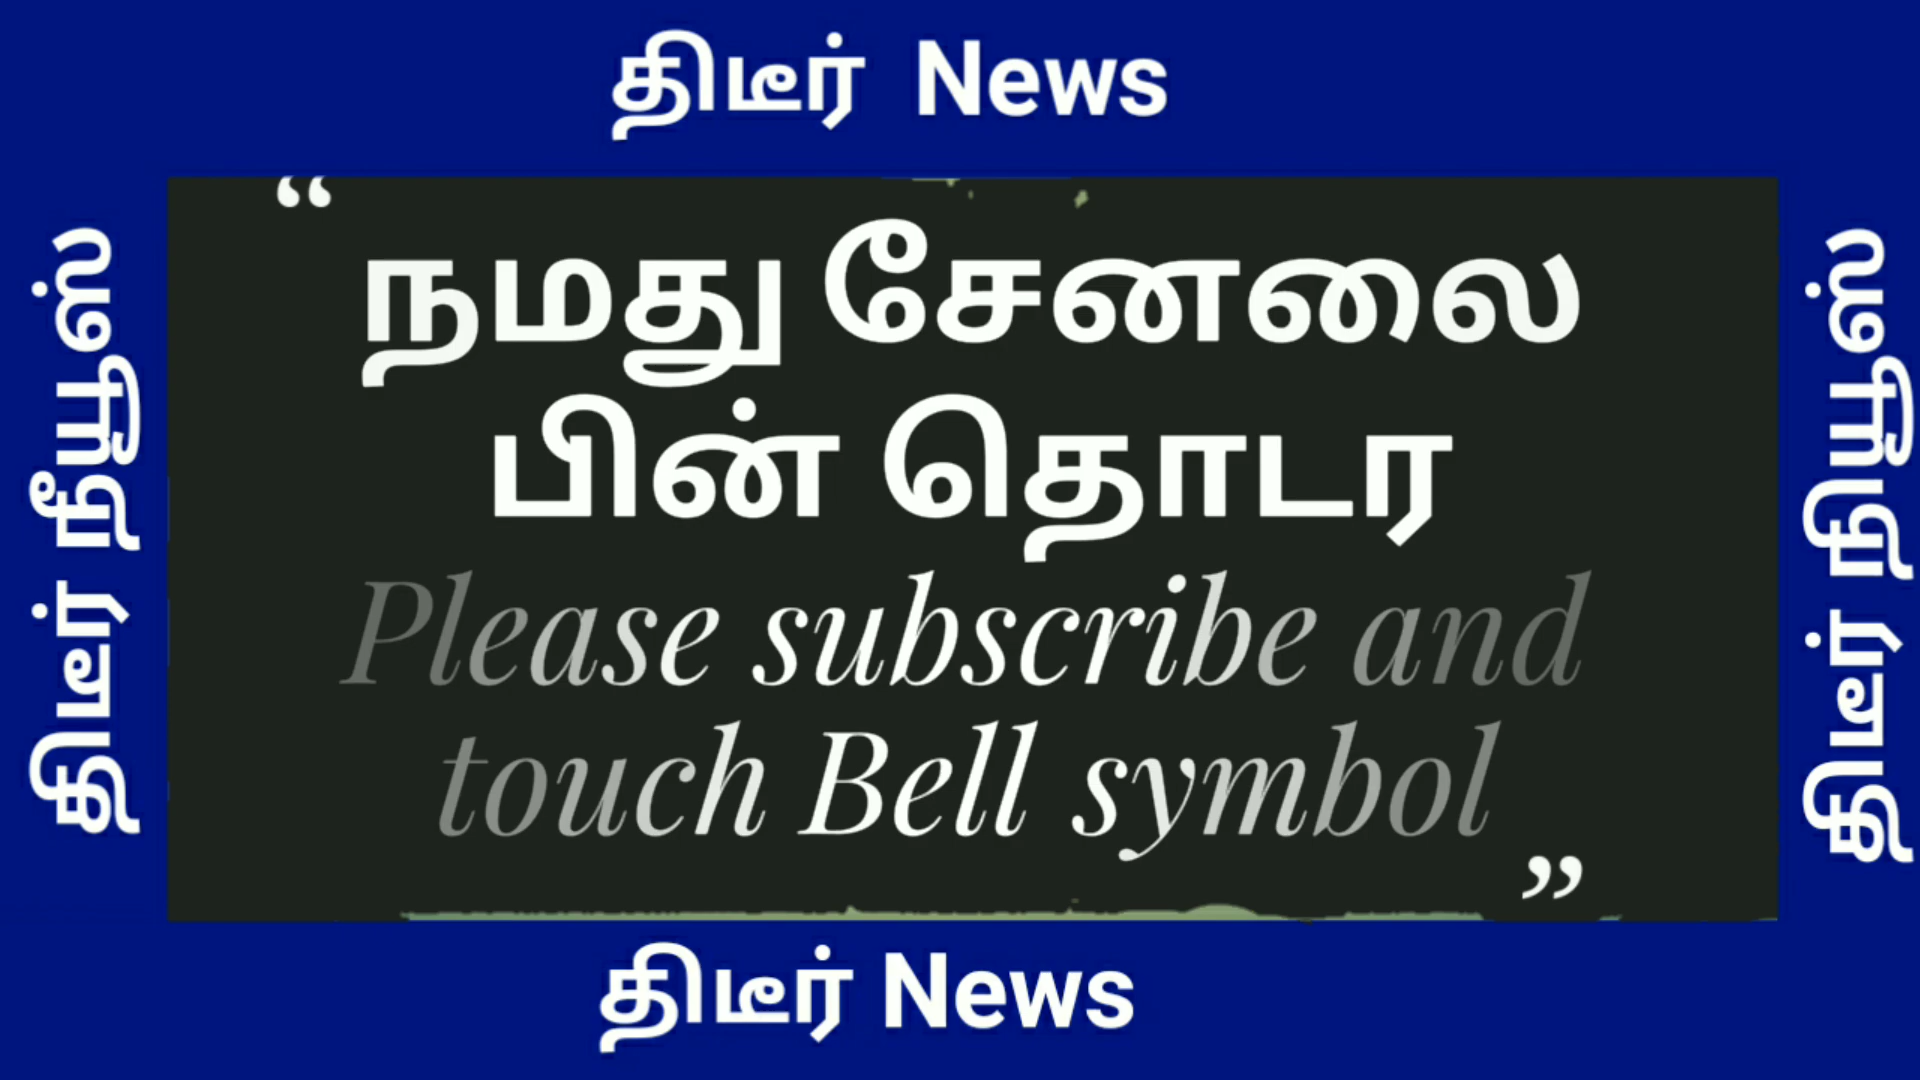 திடீர் News
“
நமது சேனலை
பின் தொடர
Please subscribe and
touch Bell symbol
”
திடீர் நீயூஸ்
திடீர் நியூஸ்
திடீர் News